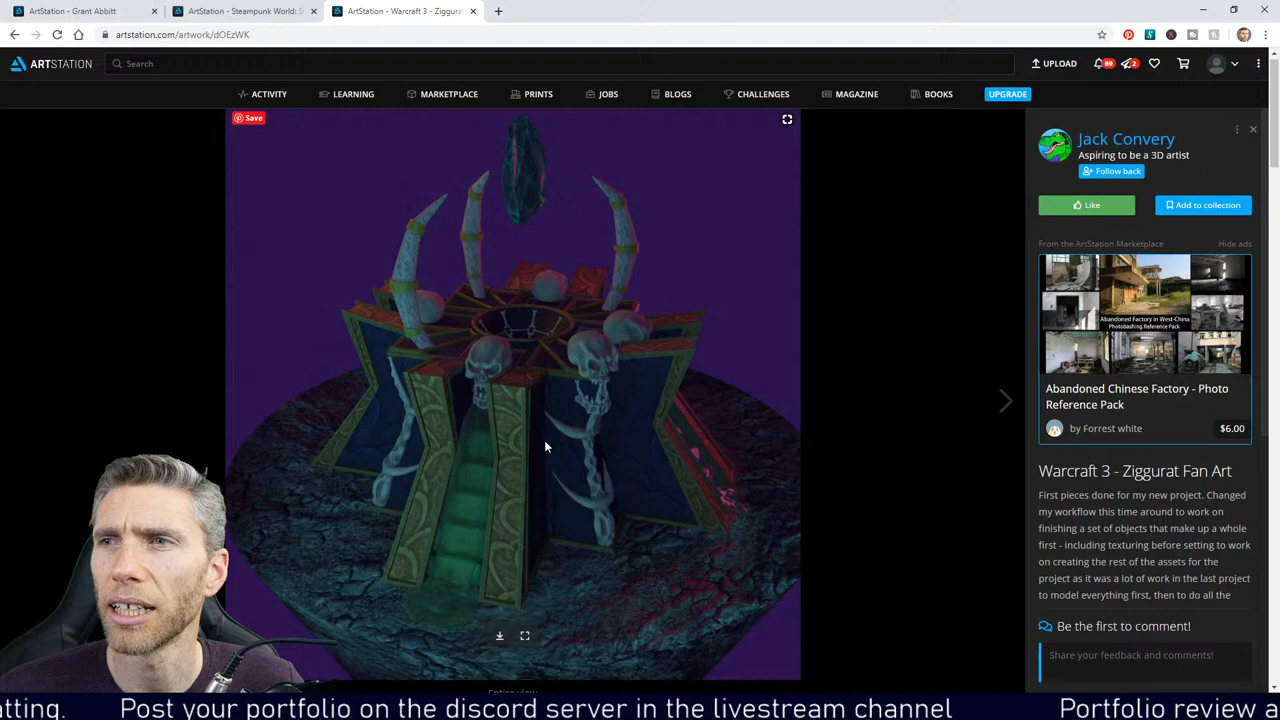 ArtStation - Grant Abbitt
ArtStation - Steampunk World: S
ArtStation - Warcraft 3 - Ziggurat
artstation.com/artwork/dOEzWK
ARTSTATION
Search
UPLOAD
89
2
ACTIVITY
LEARNING
MARKETPLACE
PRINTS
JOBS
BLOGS
CHALLENGES
MAGAZINE
BOOKS
UPGRADE
Save
Jack Convery
Aspiring to be a 3D artist
Follow back
Like
Add to collection
From the ArtStation Marketplace
Hide ads
Abandoned Factory in West-China
Photobashing Reference Pack
Abandoned Chinese Factory - Photo
Reference Pack
by Forrest white
$6.00
Warcraft 3 - Ziggurat Fan Art
First pieces done for my new project. Changed
my workflow this time around to work on
finishing a set of objects that make up a whole
first - including texturing before setting to work
on creating the rest of the assets for the
project as it was a lot of work in the last project
to model everything first, then to do all the
Be the first to comment!
Share your feedback and comments!
Entire view
atting. Post your portfolio on the discord server in the livestream channel Portfolio review a